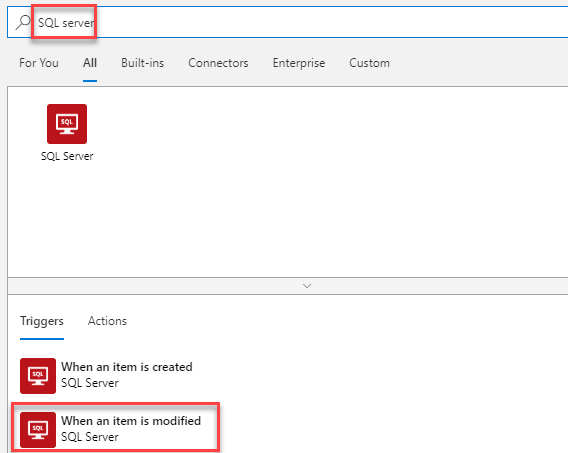 SQL server
For You All Built-ins Connectors Enterprise Custom
SQL
SQL Server
Triggers Actions
SQL
When an item is created
SQL Server
SQL
When an item is modified
SQL Server